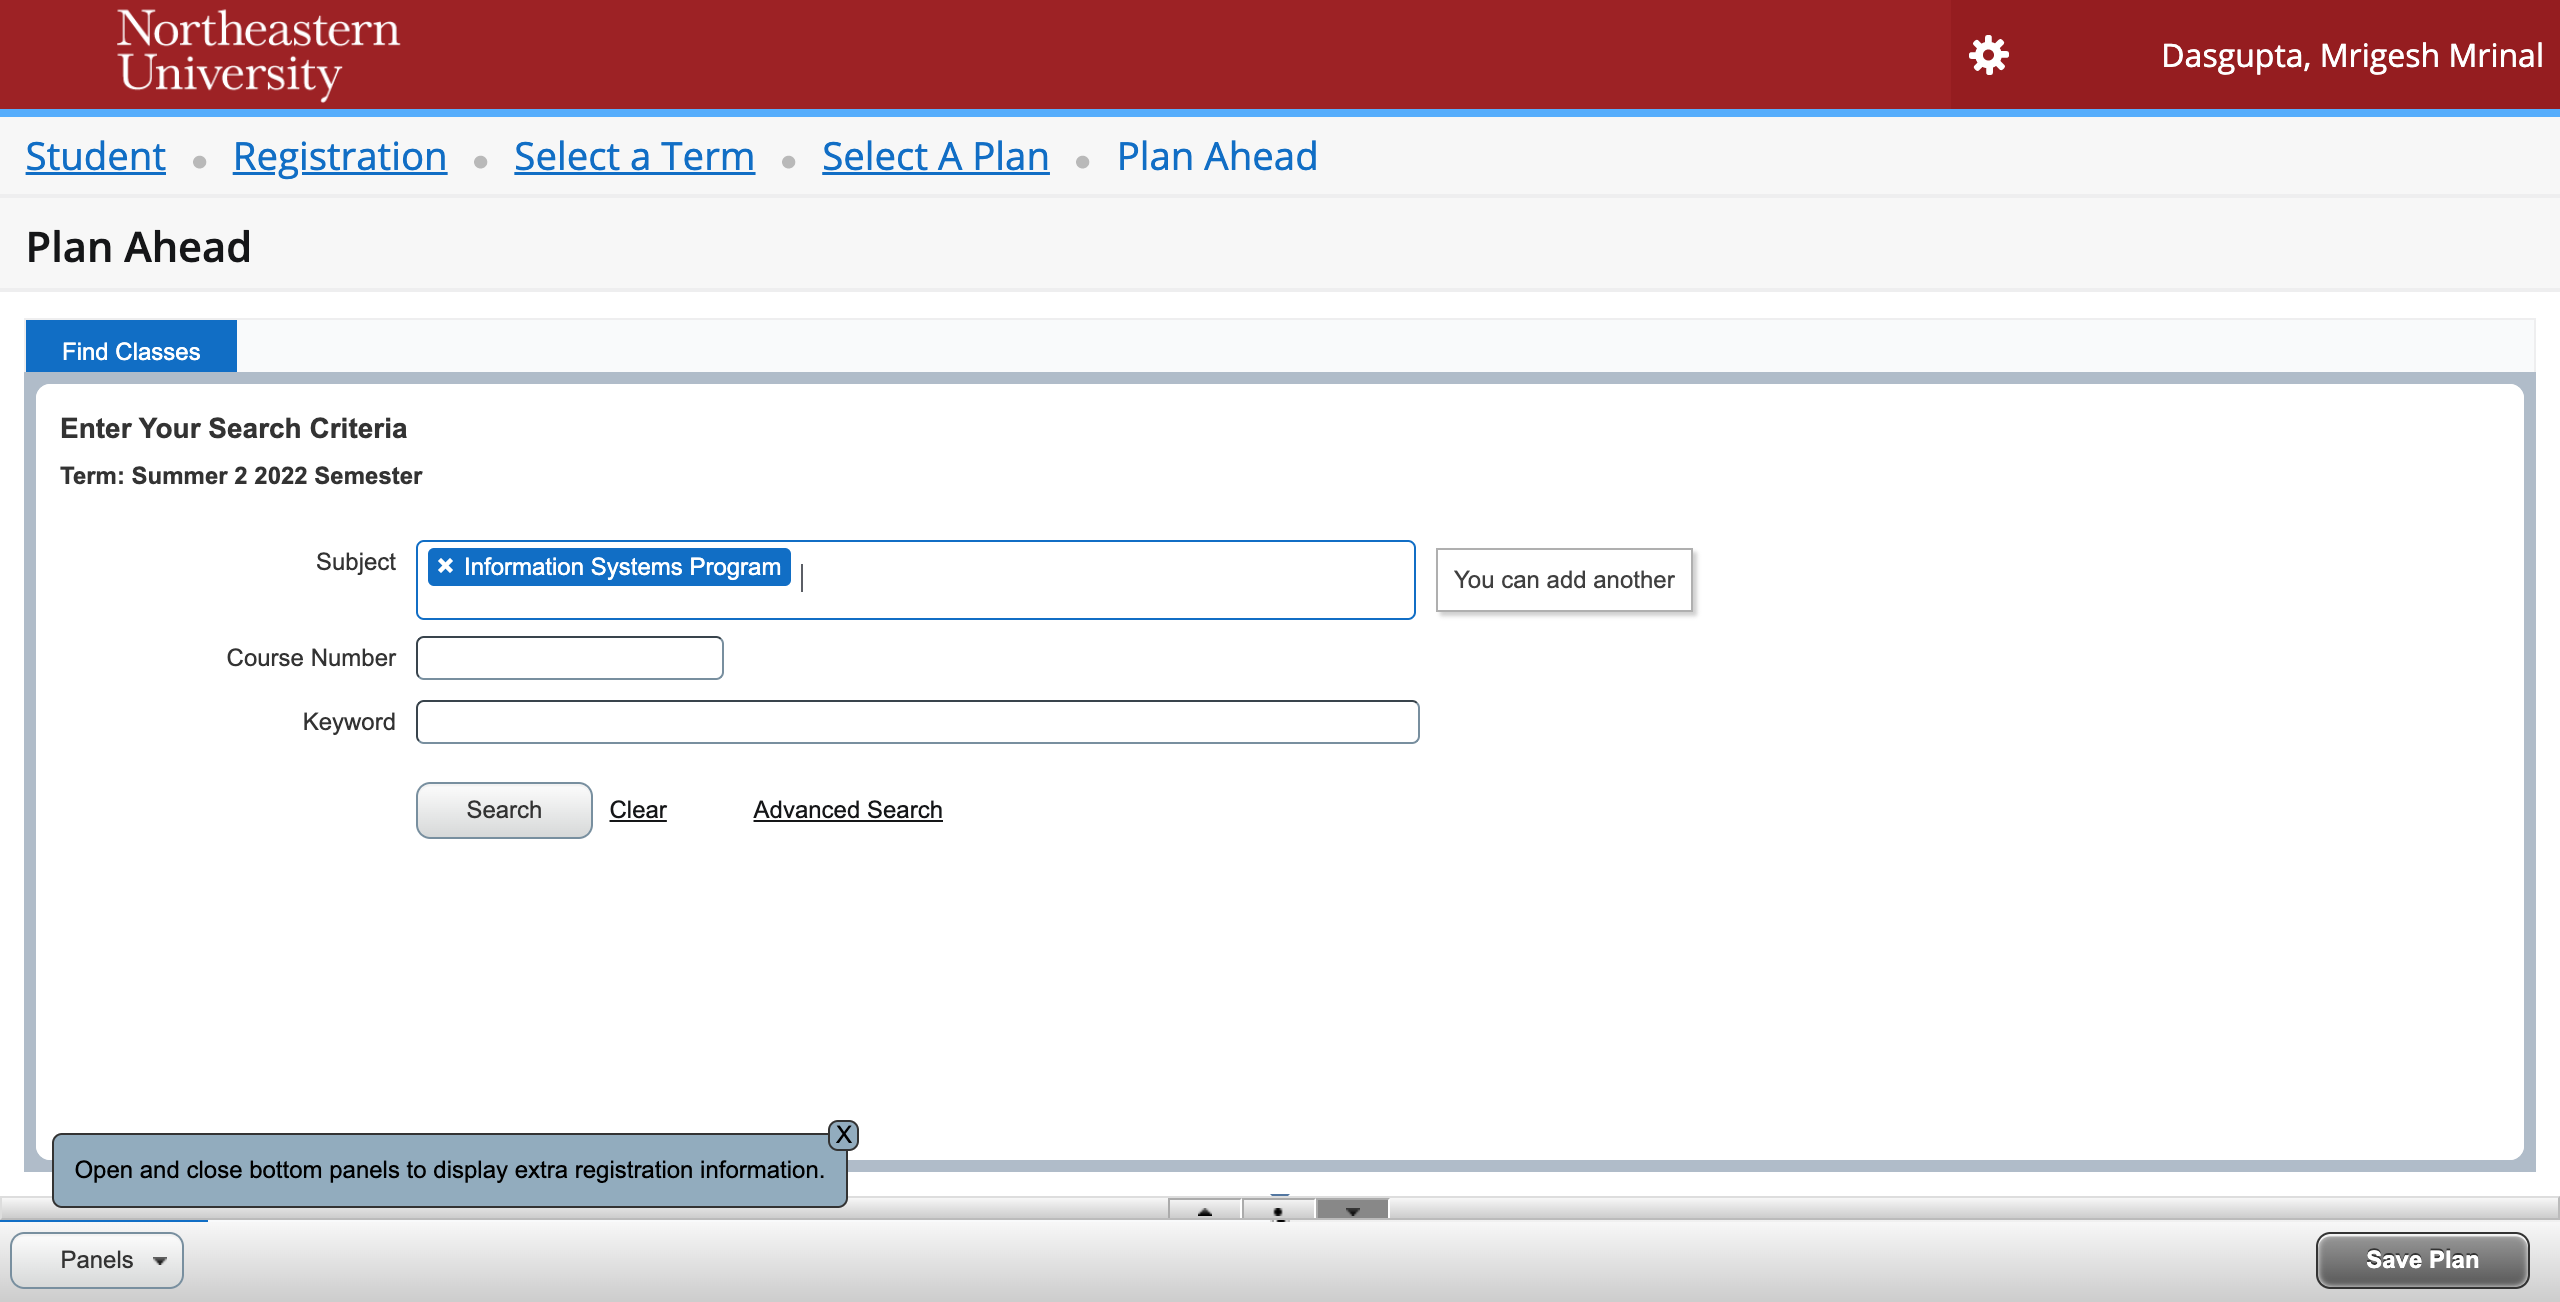 Northeastern
University
Dasgupta, Mrigesh Mrinal
Student • Registration • Select a Term • Select A Plan • Plan Ahead
Plan Ahead
Find Classes
Enter Your Search Criteria
Term: Summer 2 2022 Semester
Subject
Information Systems Program
You can add another
Course Number
Keyword
Search Clear Advanced Search
X
Open and close bottom panels to display extra registration information.
Panels
Save Plan